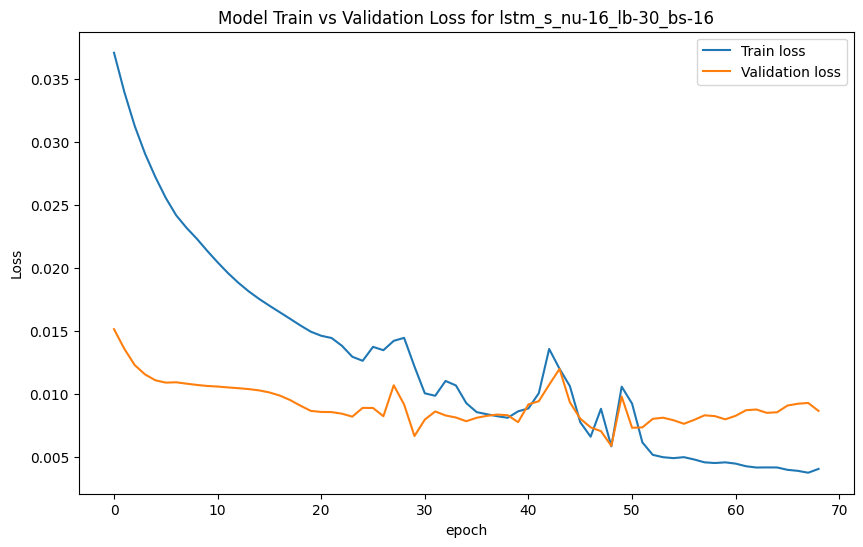 Model Train vs Validation Loss for lstm_s_nu-16_lb-30_bs-16
Train loss
Validation loss
0.035
0.030
0.025
0.020
0.015
0.010
0.005
Loss
0 10 20 30 40 50 60 70
epoch